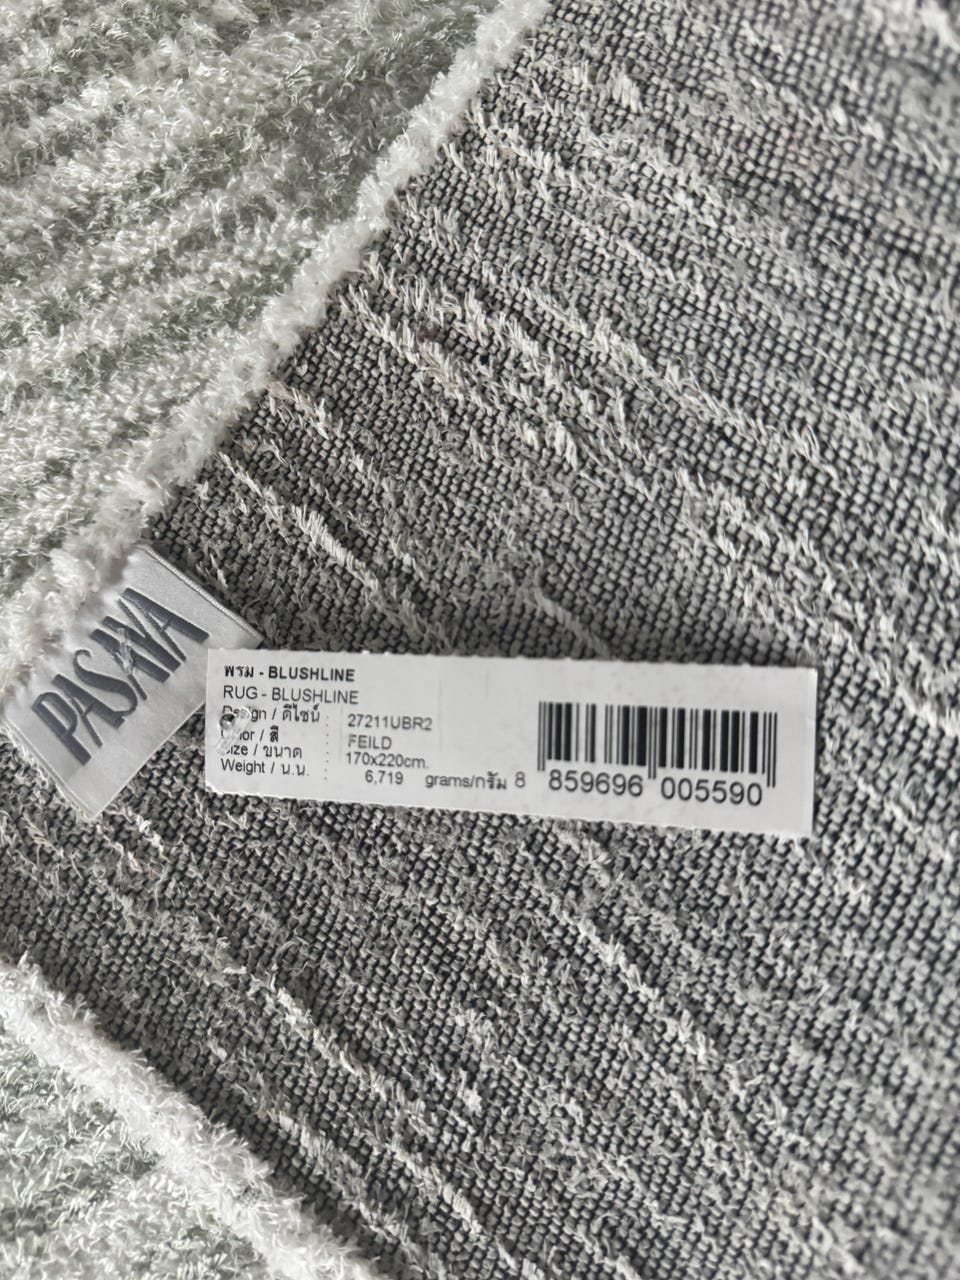 PASAYA
พรม - BLUSHLINE
RUG - BLUSHLINE
Design / ดีไซน์ : 27211UBR2
Color / สี : FEILD
Size / ขนาด : 170x220cm.
Weight / น.น. : 6,719 grams/กรัม
8 859696 005590